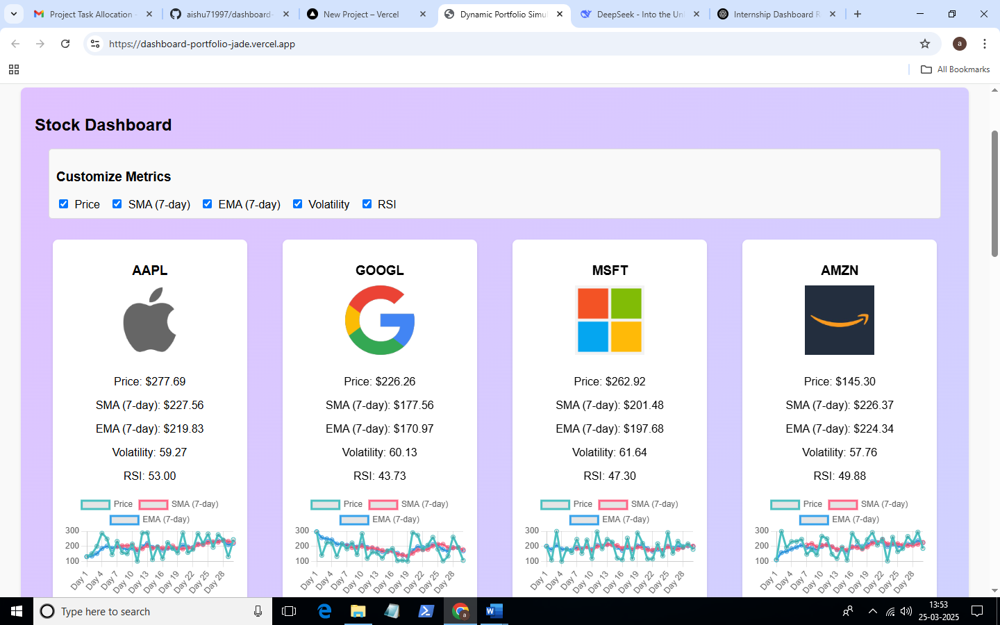 Project Task Allocation -
aishu71997/dashboard-
New Project – Vercel
Dynamic Portfolio Simul
DeepSeek - Into the Un
Internship Dashboard R
https://dashboard-portfolio-jade.vercel.app
a
All Bookmarks
Stock Dashboard
Customize Metrics
Price SMA (7-day) EMA (7-day) Volatility RSI
AAPL GOOGL MSFT AMZN
Price: $277.69 Price: $226.26 Price: $262.92 Price: $145.30
SMA (7-day): $227.56 SMA (7-day): $177.56 SMA (7-day): $201.48 SMA (7-day): $226.37
EMA (7-day): $219.83 EMA (7-day): $170.97 EMA (7-day): $197.68 EMA (7-day): $224.34
Volatility: 59.27 Volatility: 60.13 Volatility: 61.64 Volatility: 57.76
RSI: 53.00 RSI: 43.73 RSI: 47.30 RSI: 49.88
Price SMA (7-day) Price SMA (7-day) Price SMA (7-day) Price SMA (7-day)
EMA (7-day) EMA (7-day) EMA (7-day) EMA (7-day)
300 300 300 300
200 200 200 200
100 100 100 100
Day 1 Day 4 Day 7 Day 10 Day 13 Day 16 Day 19 Day 22 Day 25 Day 28 Day 1 Day 4 Day 7 Day 10 Day 13 Day 16 Day 19 Day 22 Day 25 Day 28 Day 1 Day 4 Day 7 Day 10 Day 13 Day 16 Day 19 Day 22 Day 25 Day 28 Day 1 Day 4 Day 7 Day 10 Day 13 Day 16 Day 19 Day 22 Day 25 Day 28
Type here to search
a
W
13:53
25-03-2025